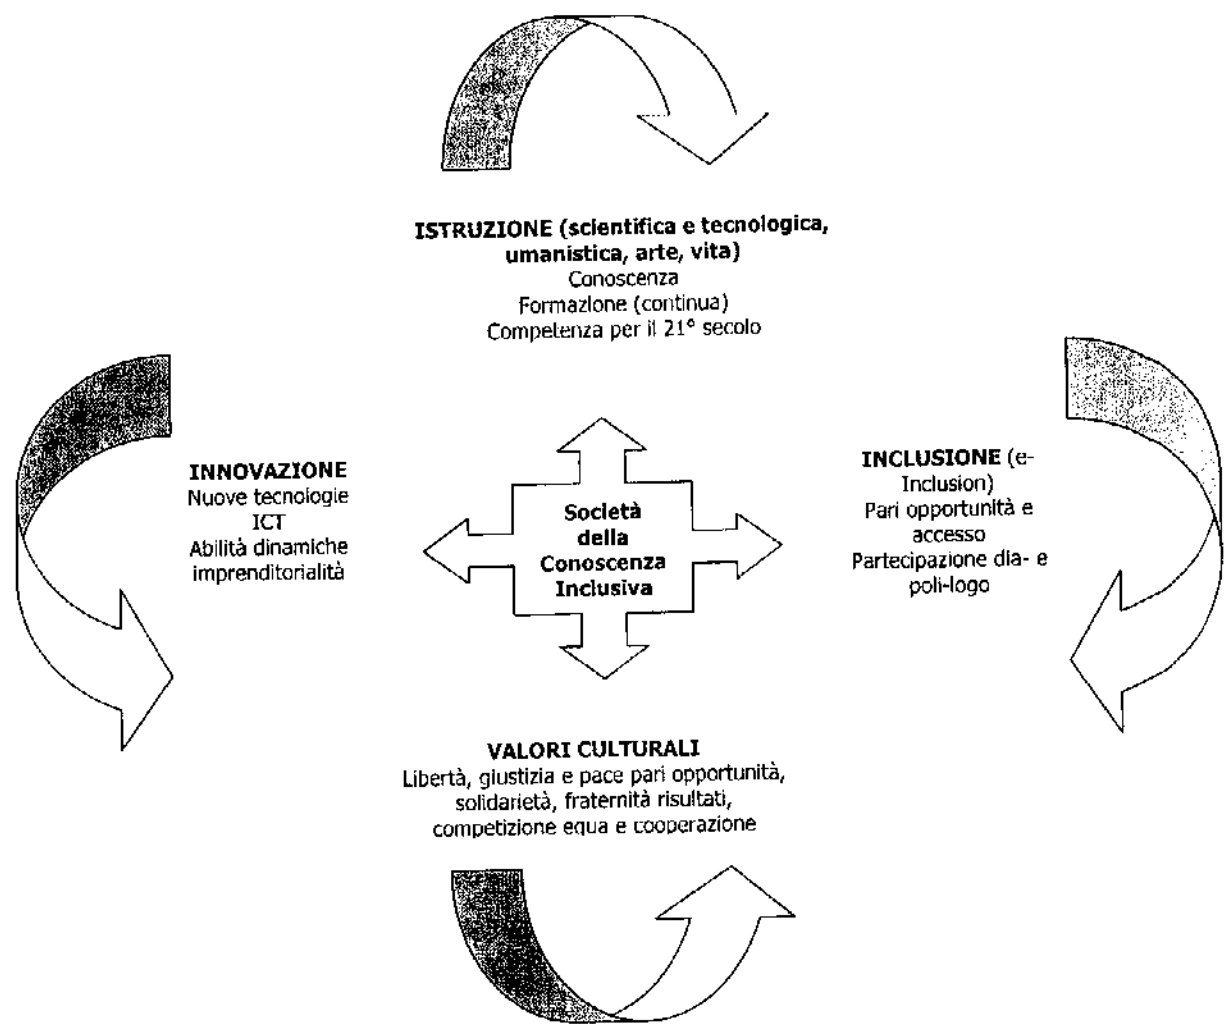 ISTRUZIONE (scientifica e tecnologica,
umanistica, arte, vita)
Conoscenza
Formazione (continua)
Competenza per il 21° secolo
INNOVAZIONE
Nuove tecnologie
ICT
Abilità dinamiche
imprenditorialità
Società
della
Conoscenza
Inclusiva
INCLUSIONE (e-
Inclusion)
Pari opportunità e
accesso
Partecipazione dia- e
poli-logo
VALORI CULTURALI
Libertà, giustizia e pace pari opportunità,
solidarietà, fraternità risultati,
competizione equa e cooperazione